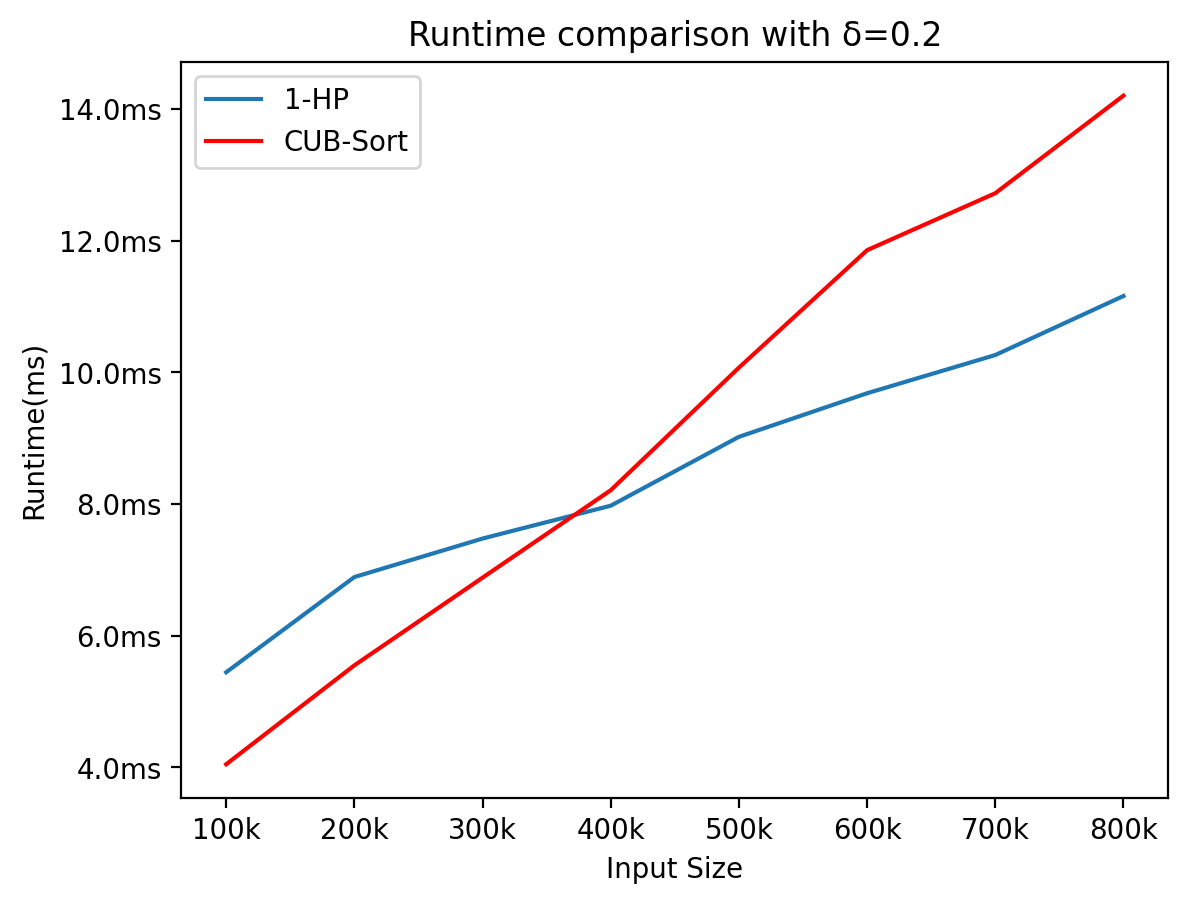 Runtime comparison with δ=0.2
1-HP
CUB-Sort
14.0ms
12.0ms
10.0ms
8.0ms
6.0ms
4.0ms
Runtime(ms)
100k 200k 300k 400k 500k 600k 700k 800k
Input Size